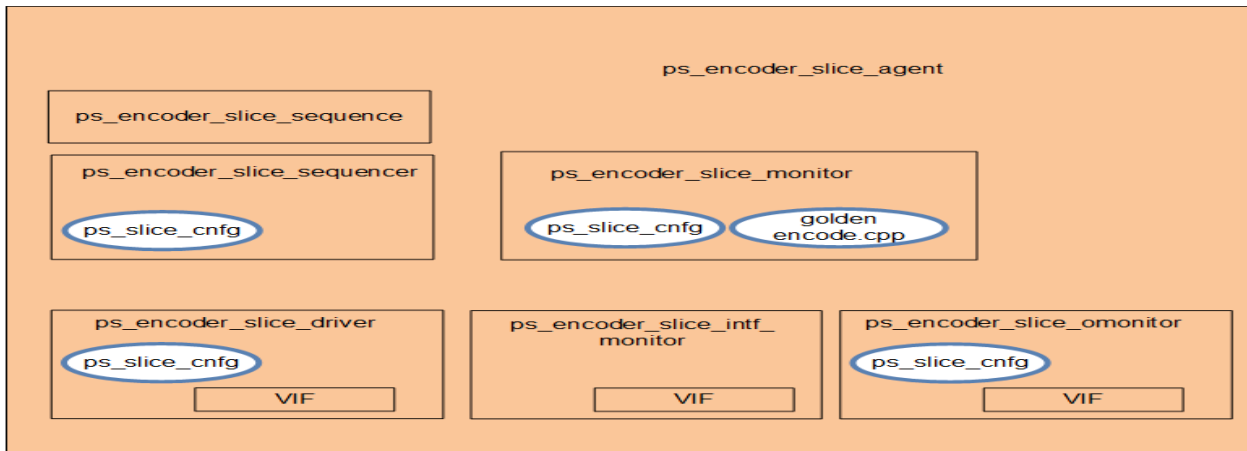 ps_encoder_slice_agent
ps_encoder_slice_sequence
ps_encoder_slice_sequencer
ps_slice_cnfg
ps_encoder_slice_monitor
ps_slice_cnfg
golden
encode.cpp
ps_encoder_slice_driver
ps_slice_cnfg
VIF
ps_encoder_slice_intf_
monitor
VIF
ps_encoder_slice_omonitor
ps_slice_cnfg
VIF